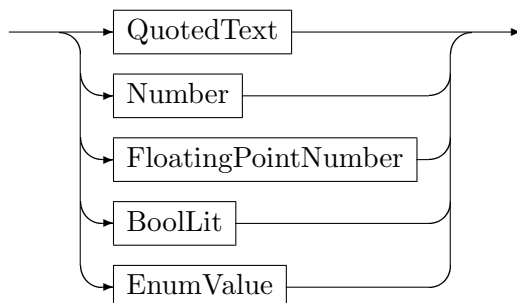 QuotedText
Number
FloatingPointNumber
BoolLit
EnumValue